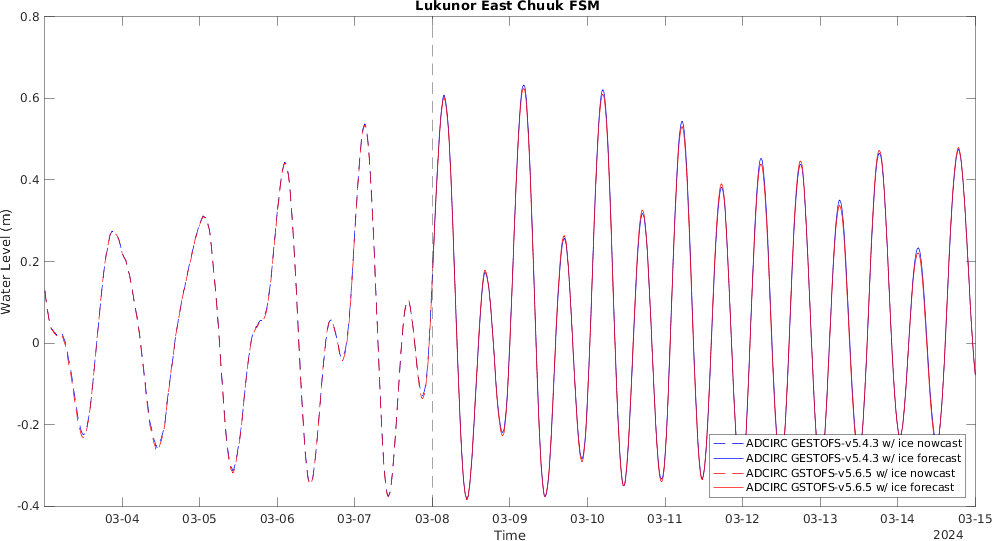 Lukunor East Chuuk FSM
0.8
0.6
0.4
0.2
0
-0.2
-0.4
Water Level (m)
ADCIRC GESTOFS-v5.4.3 w/ ice nowcast
ADCIRC GESTOFS-v5.4.3 w/ ice forecast
ADCIRC GSTOFS-v5.6.5 w/ ice nowcast
ADCIRC GSTOFS-v5.6.5 w/ ice forecast
03-04 03-05 03-06 03-07 03-08 03-09 03-10 03-11 03-12 03-13 03-14 03-15
Time
2024